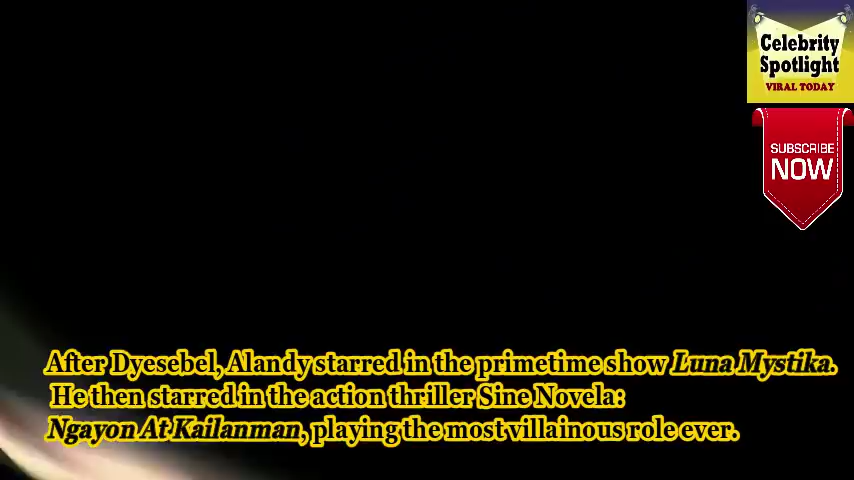 Celebrity
Spotlight
VIRAL TODAY
SUBSCRIBE
NOW
After Dyesebel, Alandy starred in the primetime show Luna Mystika.
He then starred in the action thriller Sine Novela:
Ngayon At Kailanman, playing the most villainous role ever.